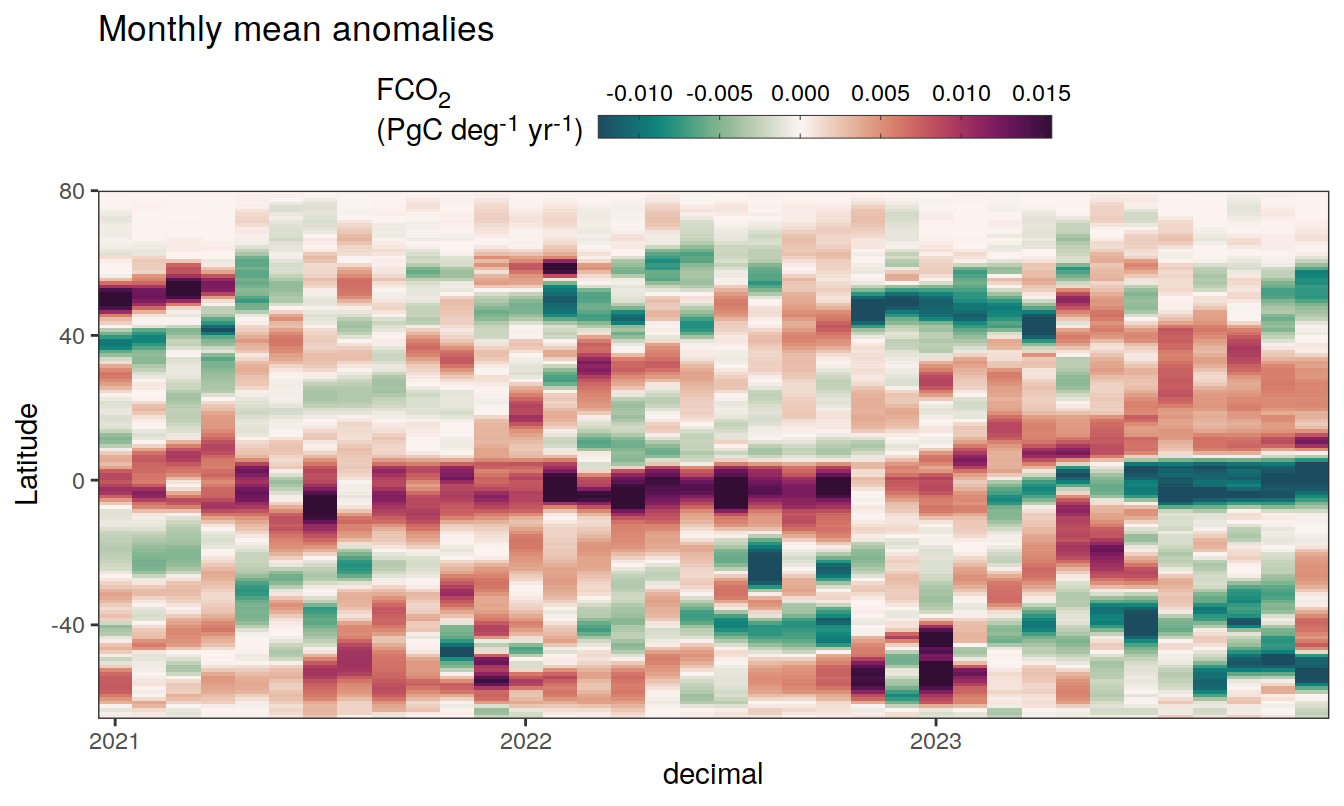 Monthly mean anomalies
FCO₂
(PgC deg⁻¹ yr⁻¹)
-0.010 -0.005 0.000 0.005 0.010 0.015
Latitude
80
40
0
-40
2021 2022 2023
decimal